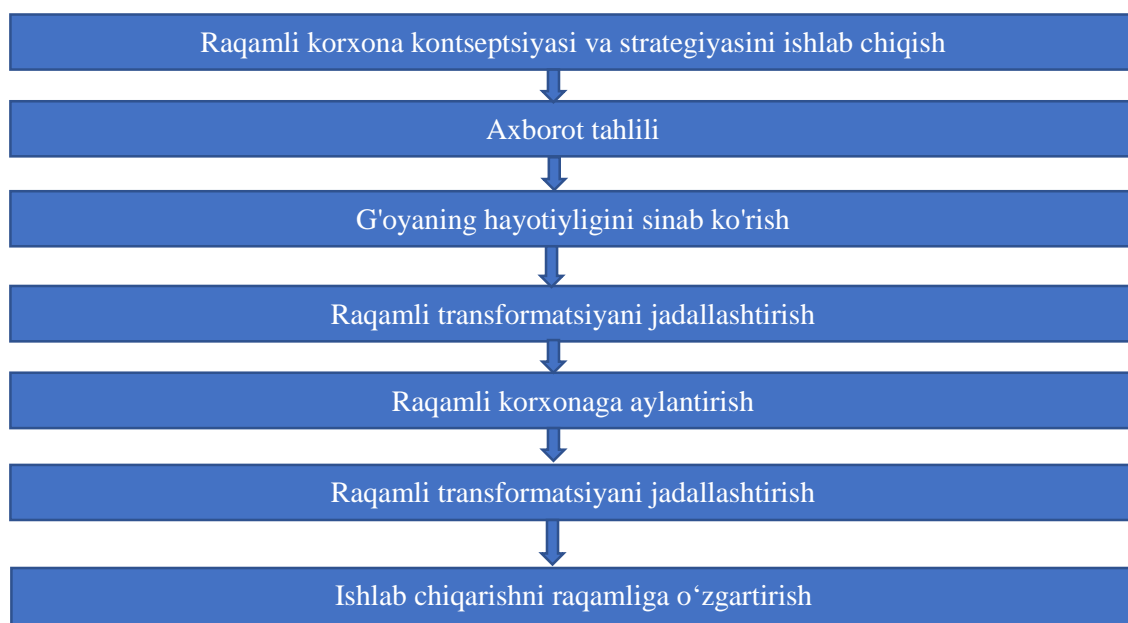 Raqamli korxona kontseptsiyasi va strategiyasini ishlab chiqish
Axborot tahlili
G'oyaning hayotiyligini sinab ko'rish
Raqamli transformatsiyani jadallashtirish
Raqamli korxonaga aylantirish
Raqamli transformatsiyani jadallashtirish
Ishlab chiqarishni raqamliga o‘zgartirish